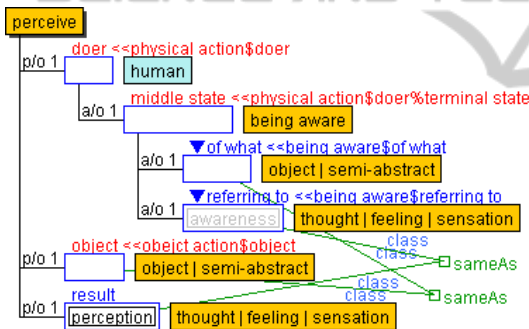 perceive
doer <<physical action$doer
p/o 1 human
middle state <<physical action$doer%terminal state
a/o 1 being aware
of what <<being aware$of what
a/o 1 object | semi-abstract
referring to <<being aware$referring to
a/o 1 awareness thought | feeling | sensation
class
object <<obejct action$object
class
sameAs
p/o 1 object | semi-abstract
class
result
class
sameAs
p/o 1 perception thought | feeling | sensation